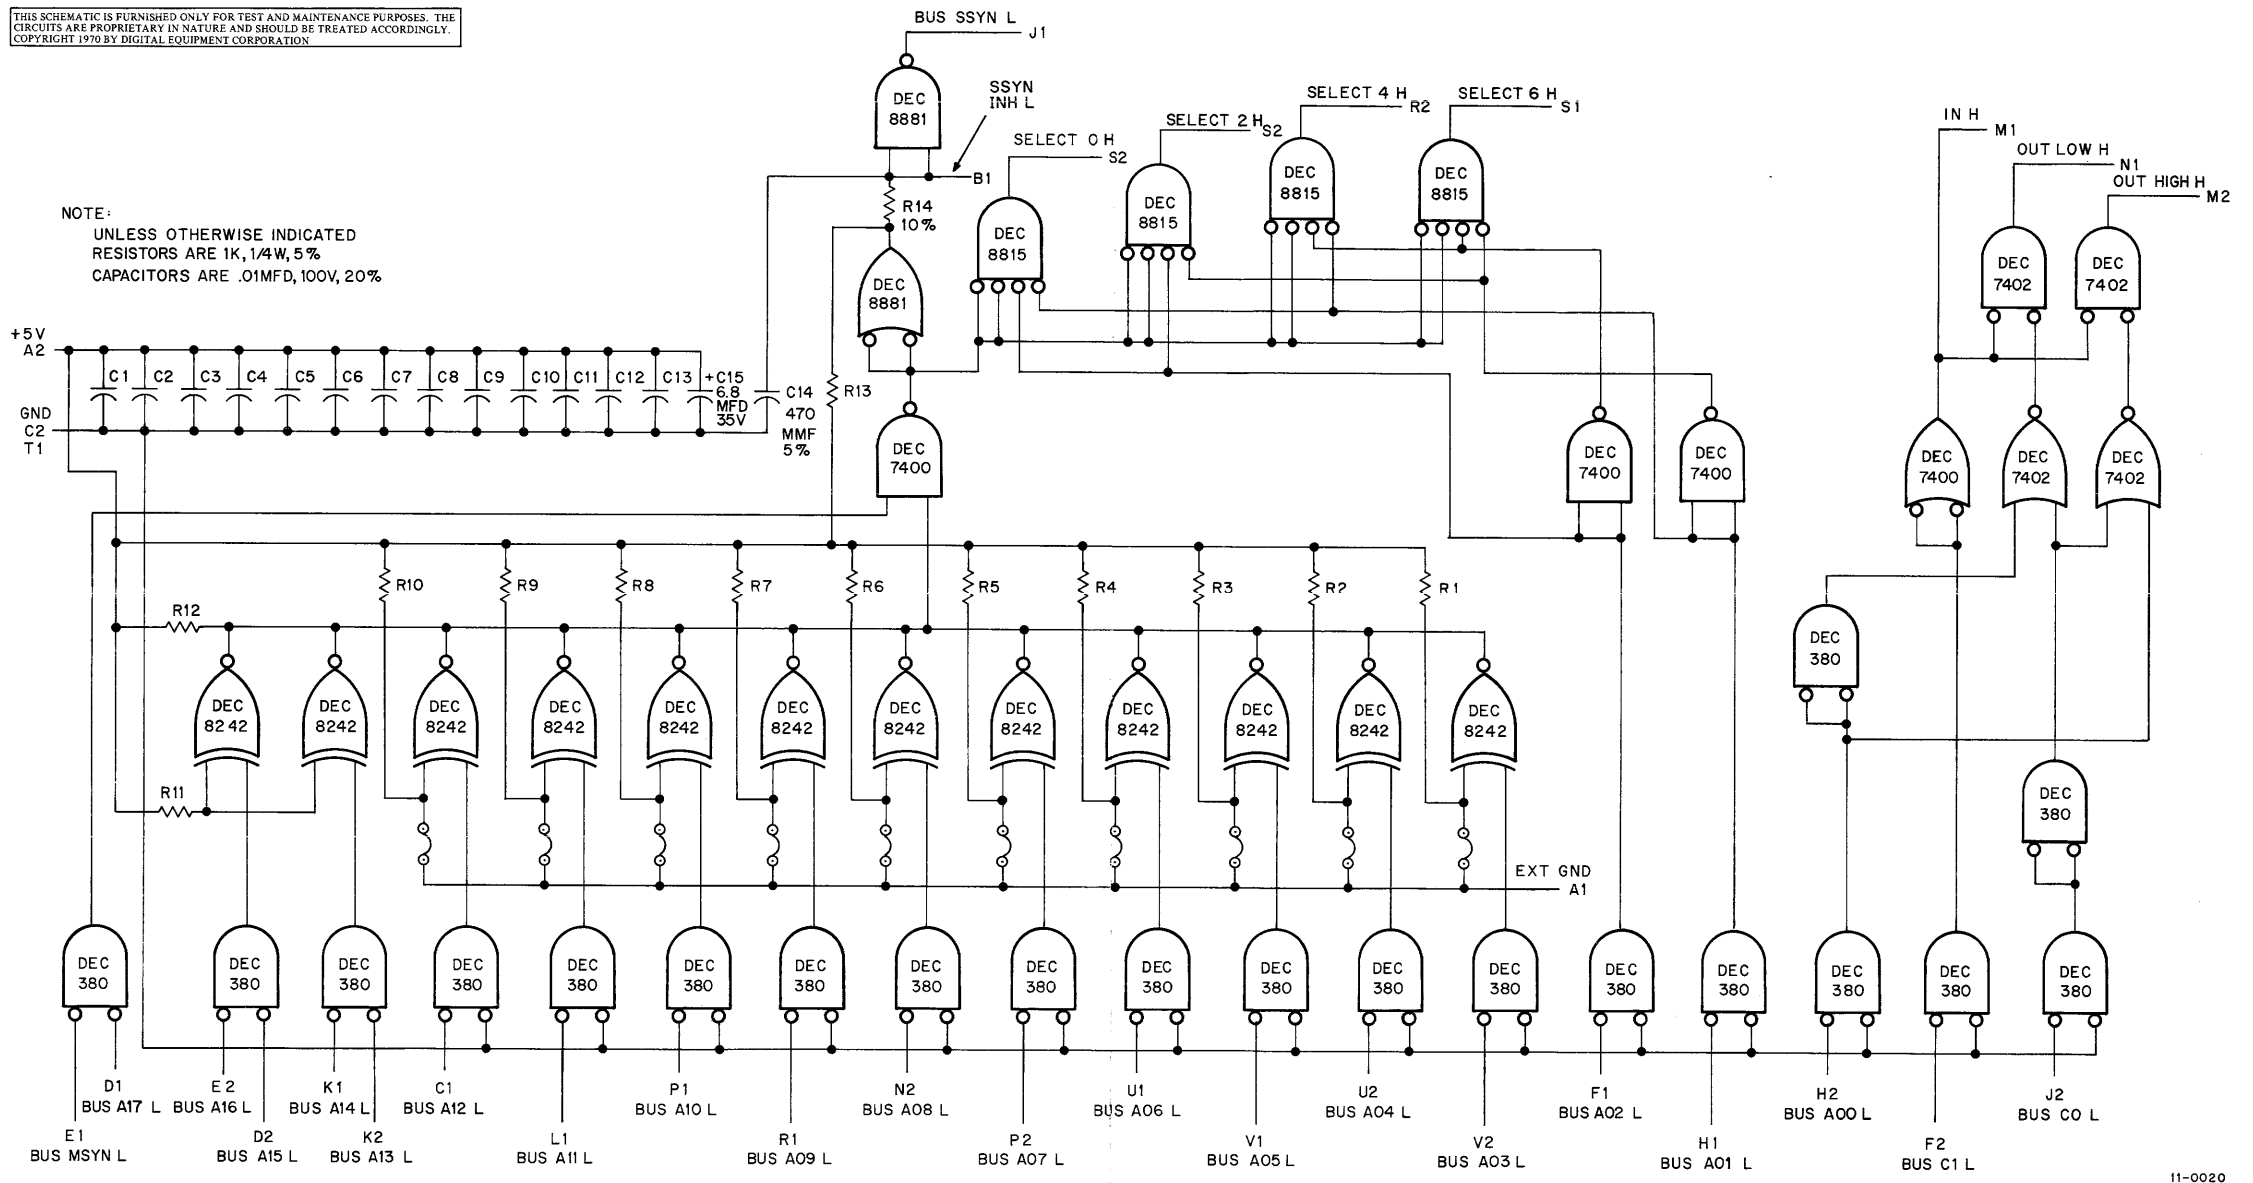 THIS SCHEMATIC IS FURNISHED ONLY FOR TEST AND MAINTENANCE PURPOSES. THE
CIRCUITS ARE PROPRIETARY IN NATURE AND SHOULD BE TREATED ACCORDINGLY.
COPYRIGHT 1970 BY DIGITAL EQUIPMENT CORPORATION
BUS SSYN L
J1
DEC
8881
SSYN
INH L
B1
SELECT 0 H
S2
SELECT 2 H
S2
SELECT 4 H
R2
SELECT 6 H
S1
IN H
M1
OUT LOW H
N1
OUT HIGH H
M2
NOTE:
UNLESS OTHERWISE INDICATED
RESISTORS ARE 1K, 1/4W, 5%
CAPACITORS ARE .01MFD, 100V, 20%
R14
10%
DEC
8881
DEC
8815
DEC
8815
DEC
8815
DEC
8815
DEC
7402
DEC
7402
+5V
A2
GND
C2
T1
C1
C2
C3
C4
C5
C6
C7
C8
C9
C10
C11
C12
C13
+C15
6.8
MFD
35V
C14
470
MMF
5%
R13
DEC
7400
DEC
7400
DEC
7400
DEC
7400
DEC
7402
DEC
7402
R10
R9
R8
R7
R6
R5
R4
R3
R2
R1
R12
R11
DEC
8242
DEC
8242
DEC
8242
DEC
8242
DEC
8242
DEC
8242
DEC
8242
DEC
8242
DEC
8242
DEC
8242
DEC
8242
DEC
8242
DEC
380
DEC
380
EXT GND
A1
DEC
380
DEC
380
DEC
380
DEC
380
DEC
380
DEC
380
DEC
380
DEC
380
DEC
380
DEC
380
DEC
380
DEC
380
DEC
380
DEC
380
DEC
380
DEC
380
DEC
380
DEC
380
D1
BUS A17 L
E2
BUS A16 L
K1
BUS A14 L
C1
BUS A12 L
P1
BUS A10 L
N2
BUS A08 L
U1
BUS A06 L
U2
BUS A04 L
F1
BUS A02 L
H2
BUS A00 L
J2
BUS C0 L
E1
BUS MSYN L
D2
BUS A15 L
K2
BUS A13 L
L1
BUS A11 L
R1
BUS A09 L
P2
BUS A07 L
V1
BUS A05 L
V2
BUS A03 L
H1
BUS A01 L
F2
BUS C1 L
11-0020